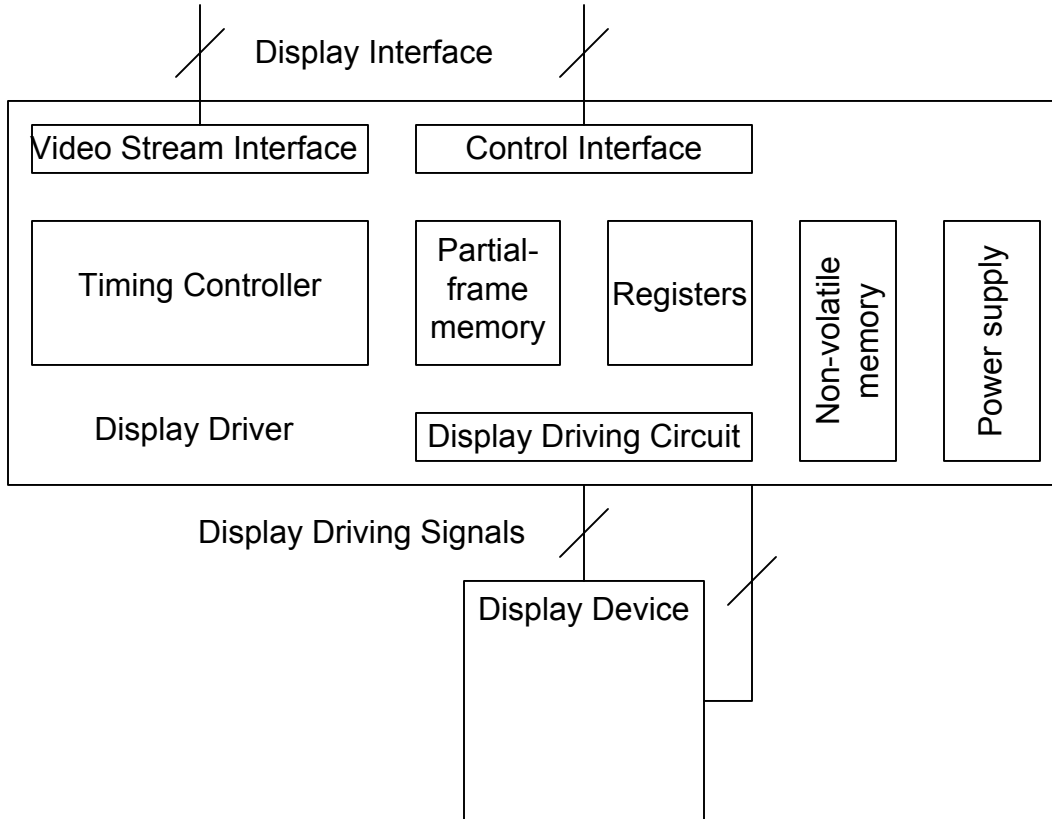 Display Interface
Video Stream Interface
Control Interface
Timing Controller
Partial-
frame
memory
Registers
Non-volatile
memory
Power supply
Display Driver
Display Driving Circuit
Display Driving Signals
Display Device